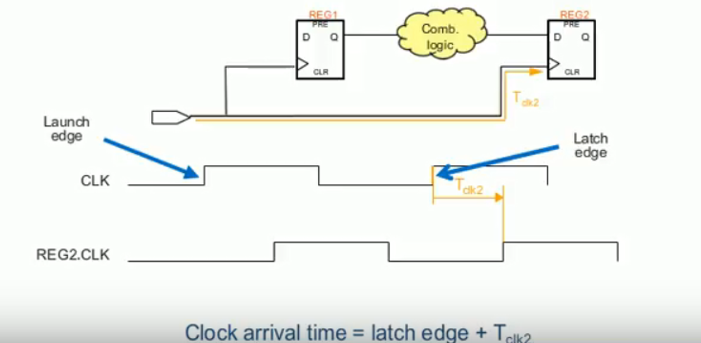 REG1
PRE
D Q
CLR
Comb.
logic
REG2
PRE
D Q
CLR
Tclk2
Launch
edge
Latch
edge
CLK
Tclk2
REG2.CLK
Clock arrival time = latch edge + Tclk2